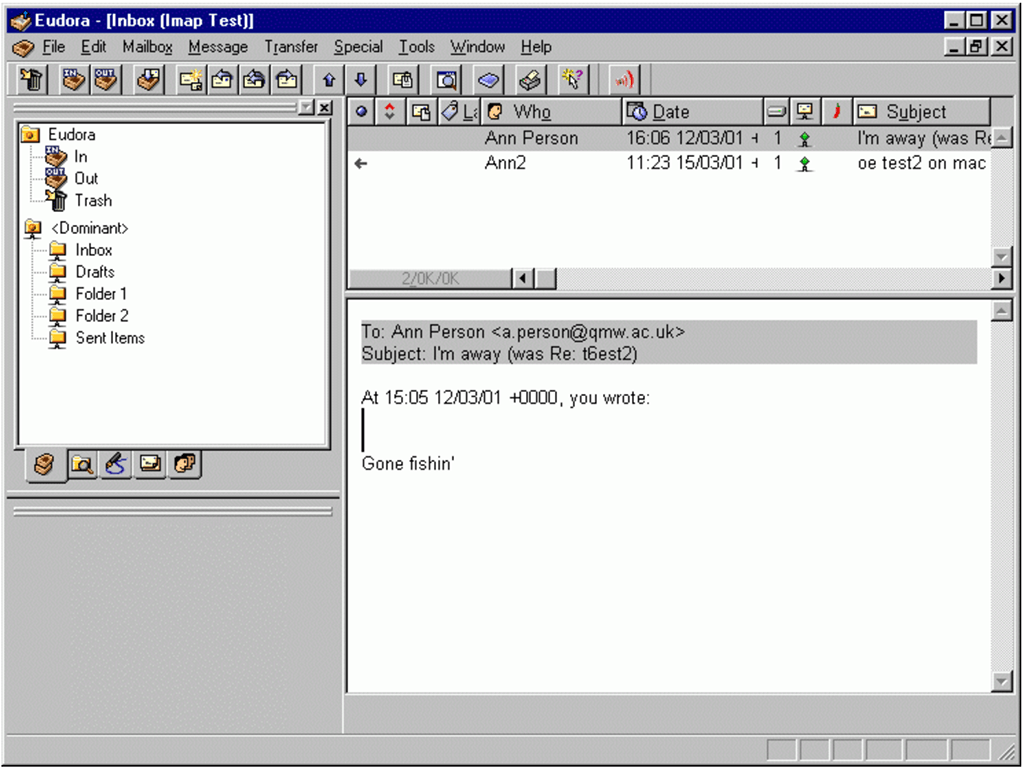 Eudora - [Inbox (Imap Test)]
File Edit Mailbox Message Transfer Special Tools Window Help
IN OUT
Eudora
In
Out
Trash
<Dominant>
Inbox
Drafts
Folder 1
Folder 2
Sent Items
Who Date Subject
Ann Person 16:06 12/03/01 + 1 I'm away (was Re
Ann2 11:23 15/03/01 + 1 oe test2 on mac
2/0K/0K
To: Ann Person <a.person@qmw.ac.uk>
Subject: I'm away (was Re: t6est2)
At 15:05 12/03/01 +0000, you wrote:
Gone fishin'